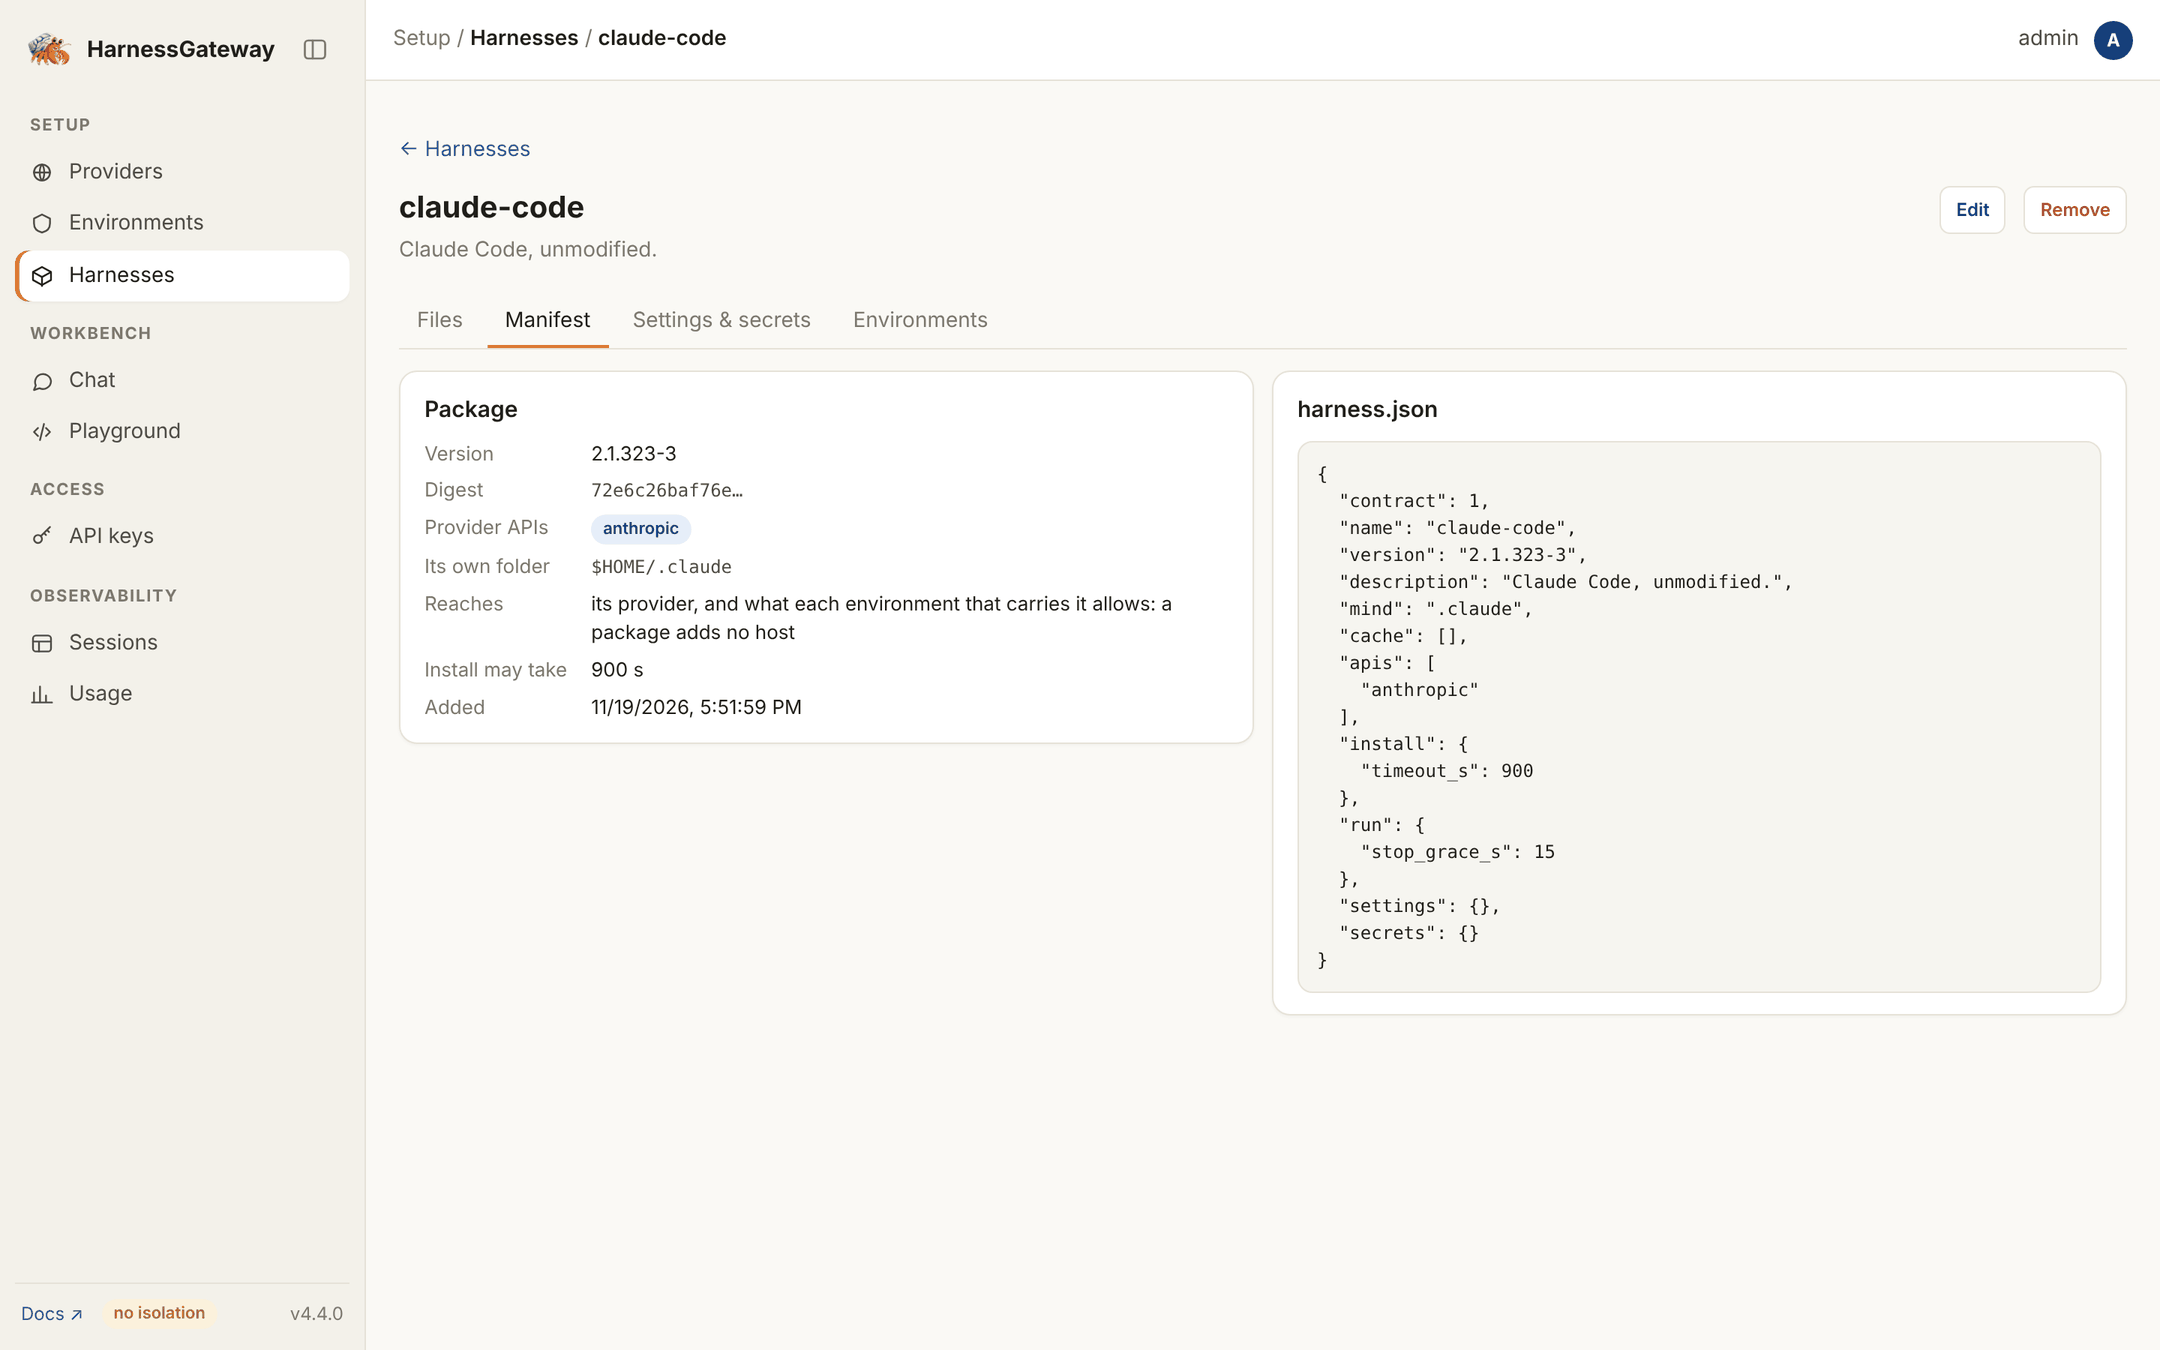 HarnessGateway
Setup / Harnesses / claude-code
admin
A
SETUP
Providers
Environments
Harnesses
WORKBENCH
Chat
Playground
ACCESS
API keys
OBSERVABILITY
Sessions
Usage
Docs ↗
no isolation
v4.4.0
← Harnesses
claude-code
Claude Code, unmodified.
Edit
Remove
Files
Manifest
Settings & secrets
Environments
Package
Version 2.1.323-3
Digest 72e6c26baf76e…
Provider APIs anthropic
Its own folder $HOME/.claude
Reaches its provider, and what each environment that carries it allows: a
package adds no host
Install may take 900 s
Added 11/19/2026, 5:51:59 PM
harness.json
{
  "contract": 1,
  "name": "claude-code",
  "version": "2.1.323-3",
  "description": "Claude Code, unmodified.",
  "mind": ".claude",
  "cache": [],
  "apis": [
    "anthropic"
  ],
  "install": {
    "timeout_s": 900
  },
  "run": {
    "stop_grace_s": 15
  },
  "settings": {},
  "secrets": {}
}